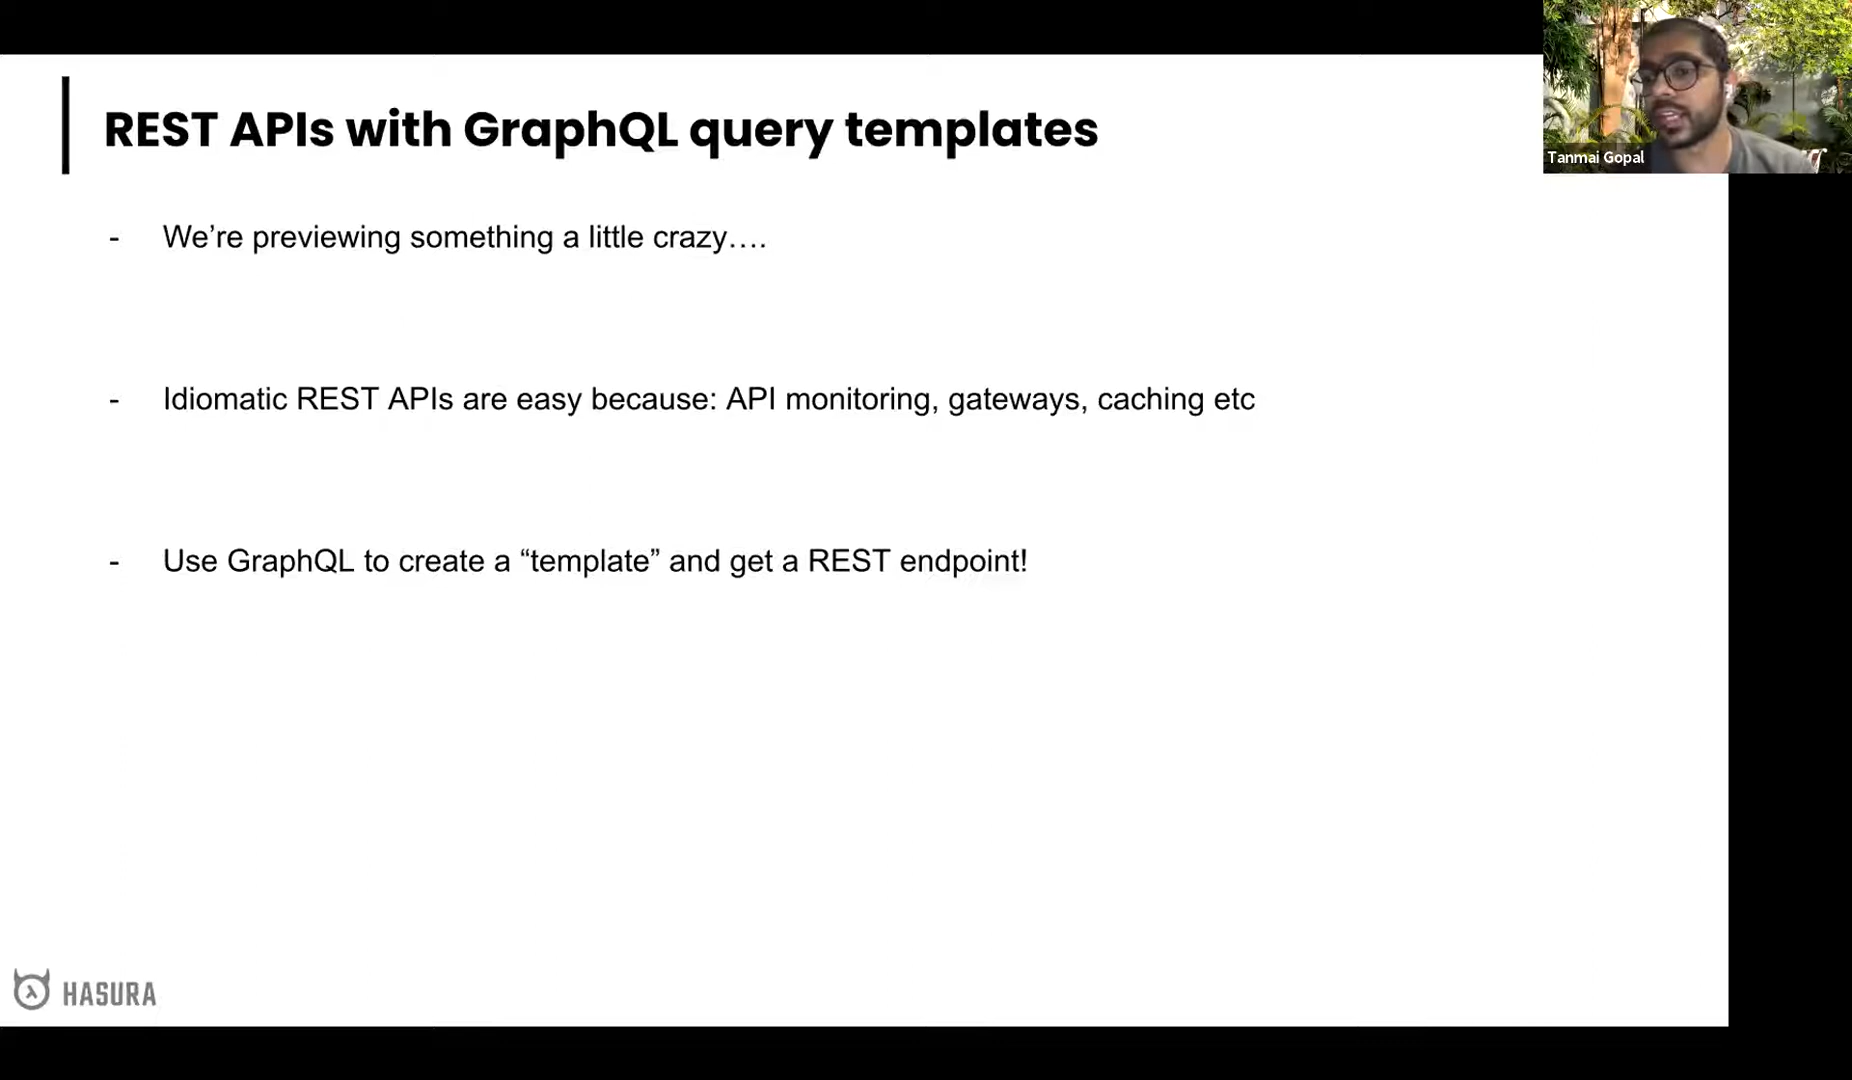 REST APIs with GraphQL query templates
Tanmai Gopal
- We’re previewing something a little crazy….
- Idiomatic REST APIs are easy because: API monitoring, gateways, caching etc
- Use GraphQL to create a “template” and get a REST endpoint!
HASURA